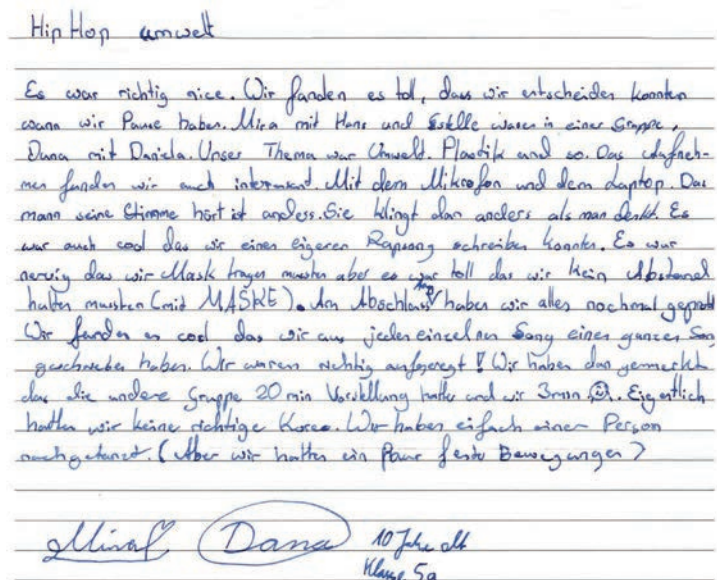 Hip Hop umwelt
Es war richtig nice. Wir fanden es toll, dass wir entscheiden konnten
wann wir Pause haben. Mira mit Hans und Estelle waren in einer Gruppe,
Dana mit Daniela. Unser Thema war Umwelt. Plastik und so. Das Aufneh-
men fanden wir auch interessant. Mit dem Mikrofon und dem Laptop. Das
mann seine Stimme hört ist anders. Sie klingt dan anders als man denkt. Es
war auch cool das wir einen eigenen Rapsong schreiben konnten. Es war
nervig das wir Mask tragen mussten aber es war toll das wir kein Abstand
halten mussten (mit MASKE). Am Abschluss Tag haben wir alles nochmal geprobt
Wir fanden es cool das wir aus jeden einzelnen Song einen ganzen Song
geschrieben haben. Wir waren richtig aufgeregt! Wir haben dan gemerkt
das die andere Gruppe 20 min Vorstellung hatte und wir 3min ☺. Eigentlich
hatten wir keine richtige Koreo. Wir haben eifach einer Person
nachgetanzt. (Aber wir hatten ein Paar feste Bewegungen)
Mira Dana 10 Jahre alt
Klasse 5a